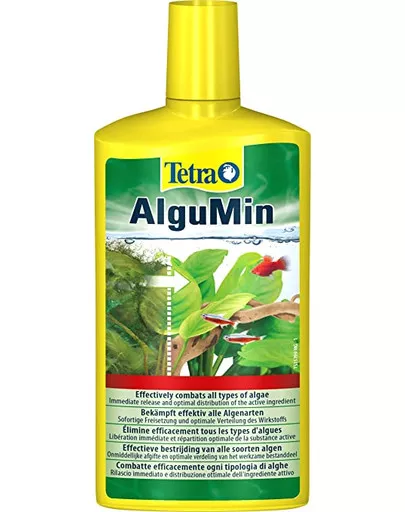 Tetra
AlguMin
Effectively combats all types of algae
Immediate release and optimal distribution of the active ingredient
Bekämpft effektiv alle Algenarten
Sofortige Freisetzung und optimale Verteilung des Wirkstoffs
Élimine efficacement tous les types d'algues
Libération immédiate et répartition optimale de la substance active
Effectieve bestrijding van alle soorten algen
Onmiddellijke afgifte en optimale verdeling van het werkzame bestanddeel
Combatte efficacemente ogni tipologia di alghe
Rilascio immediato e distribuzione ottimale dell'ingrediente attivo